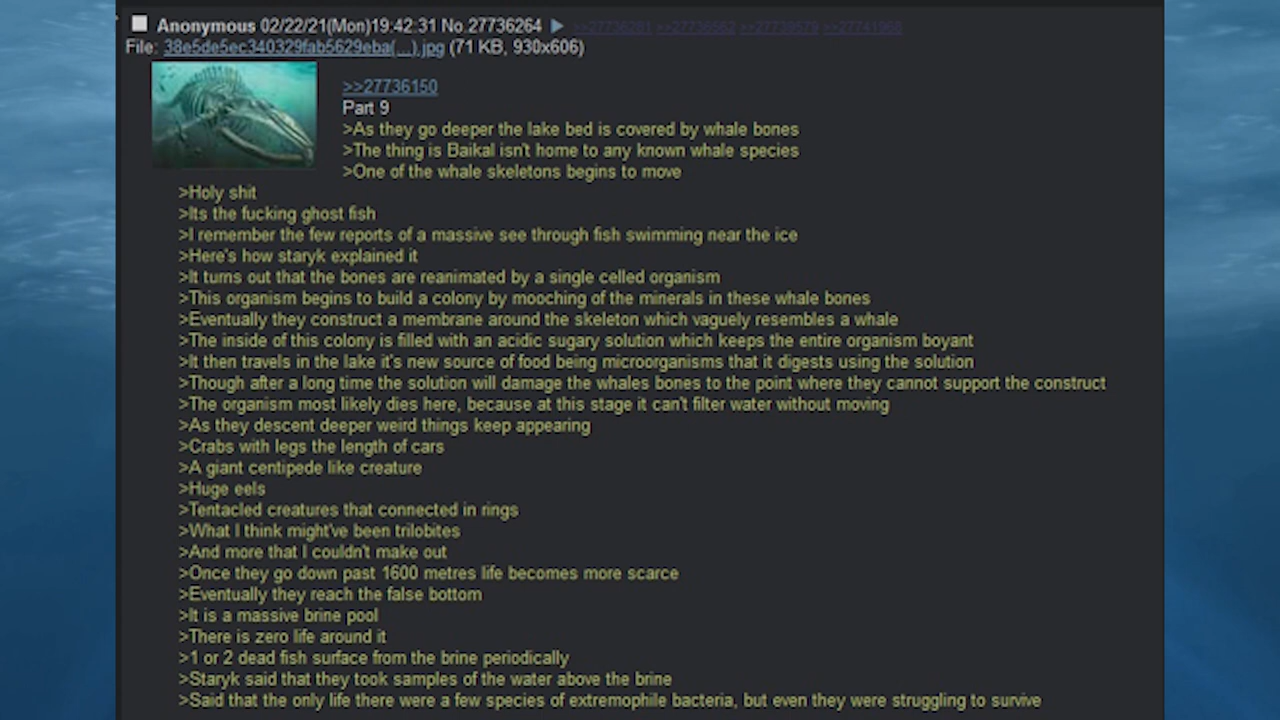 Anonymous 02/22/21(Mon)19:42:31 No.27736264 ▶ >>27736201 >>27736562 >>27739579 >>27741960
File: 38e5de5ec340329fab5629eba(...).jpg (71 KB, 930x606)
>>27736150
Part 9
>As they go deeper the lake bed is covered by whale bones
>The thing is Baikal isn't home to any known whale species
>One of the whale skeletons begins to move
>Holy shit
>Its the fucking ghost fish
>I remember the few reports of a massive see through fish swimming near the ice
>Here's how staryk explained it
>It turns out that the bones are reanimated by a single celled organism
>This organism begins to build a colony by mooching of the minerals in these whale bones
>Eventually they construct a membrane around the skeleton which vaguely resembles a whale
>The inside of this colony is filled with an acidic sugary solution which keeps the entire organism boyant
>It then travels in the lake it's new source of food being microorganisms that it digests using the solution
>Though after a long time the solution will damage the whales bones to the point where they cannot support the construct
>The organism most likely dies here, because at this stage it can't filter water without moving
>As they descent deeper weird things keep appearing
>Crabs with legs the length of cars
>A giant centipede like creature
>Huge eels
>Tentacled creatures that connected in rings
>What I think might've been trilobites
>And more that I couldn't make out
>Once they go down past 1600 metres life becomes more scarce
>Eventually they reach the false bottom
>It is a massive brine pool
>There is zero life around it
>1 or 2 dead fish surface from the brine periodically
>Staryk said that they took samples of the water above the brine
>Said that the only life there were a few species of extremophile bacteria, but even they were struggling to survive